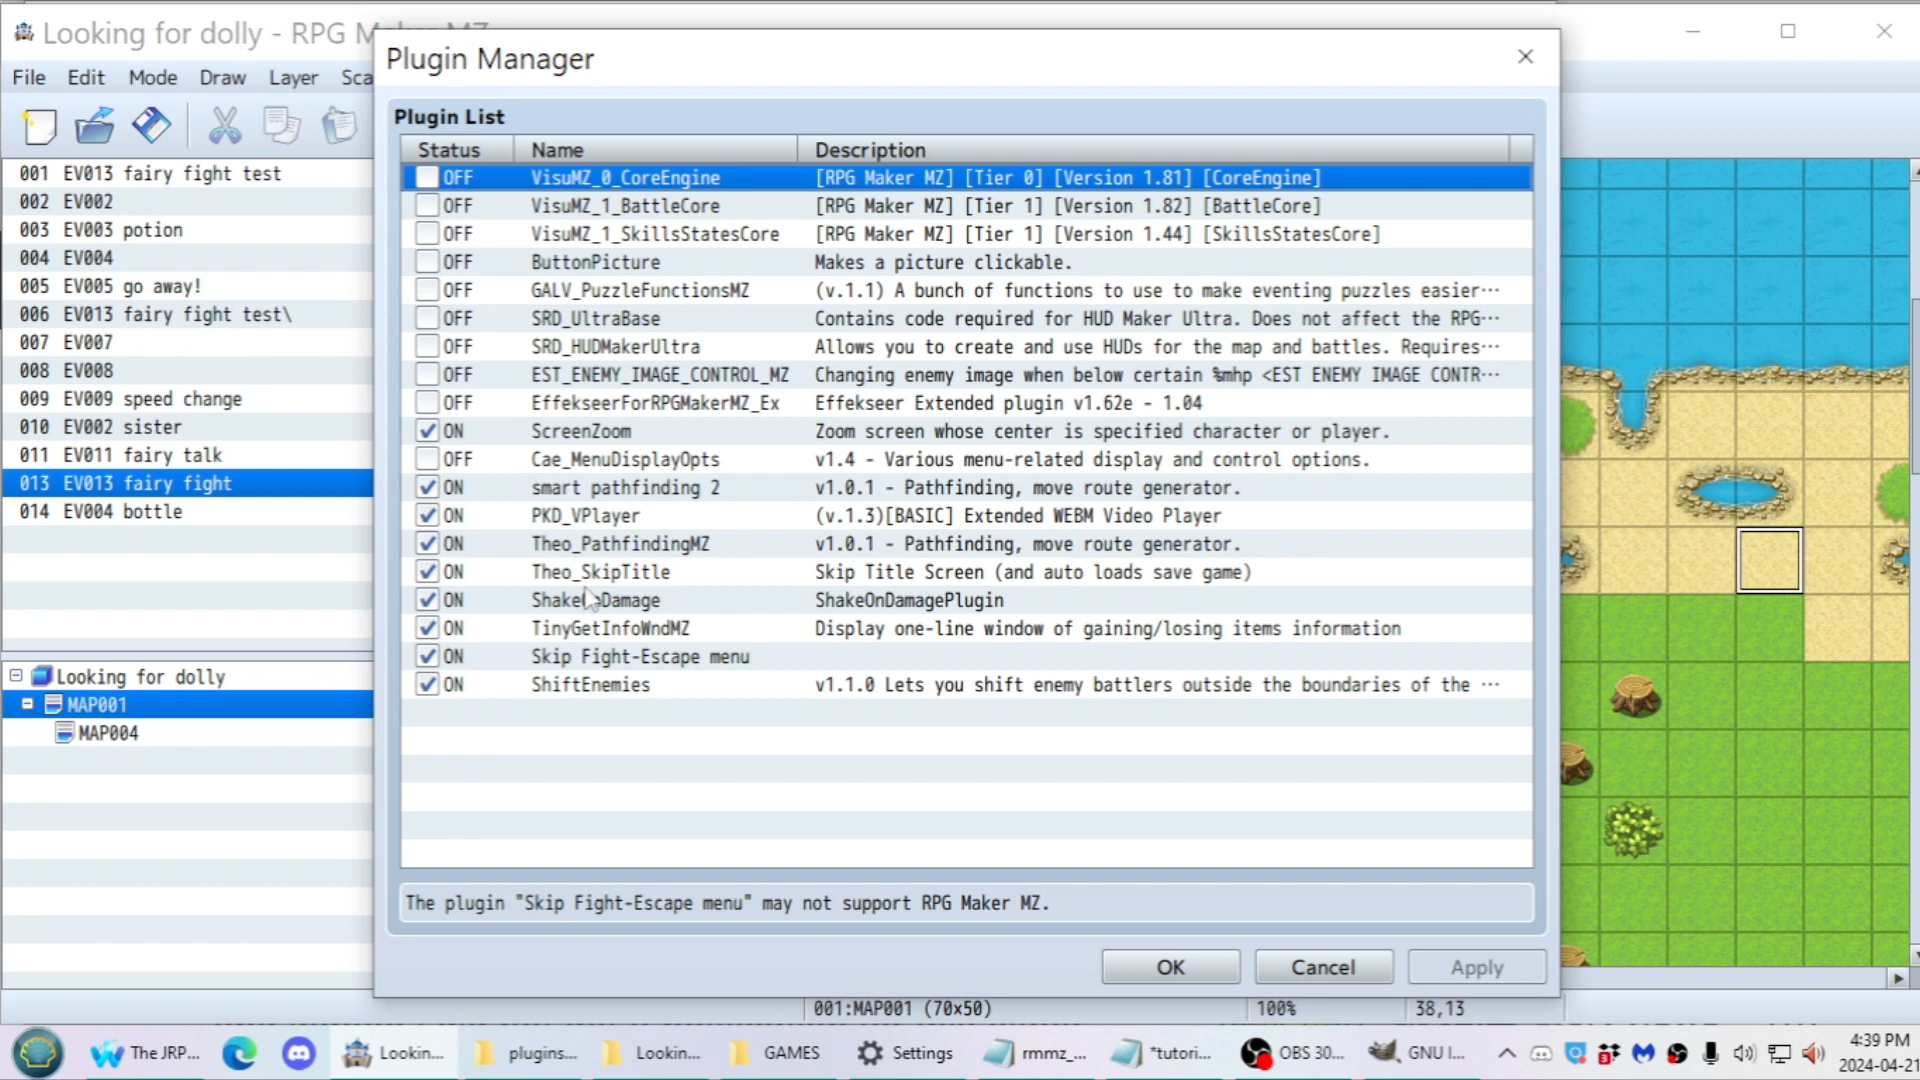 Looking for dolly - RPG Maker MZ
File Edit Mode Draw Layer Sca
001 EV013 fairy fight test
002 EV002
003 EV003 potion
004 EV004
005 EV005 go away!
006 EV013 fairy fight test\
007 EV007
008 EV008
009 EV009 speed change
010 EV002 sister
011 EV011 fairy talk
013 EV013 fairy fight
014 EV004 bottle
Looking for dolly
MAP001
MAP004
Plugin Manager
Plugin List
Status Name Description
OFF VisuMZ_0_CoreEngine [RPG Maker MZ] [Tier 0] [Version 1.81] [CoreEngine]
OFF VisuMZ_1_BattleCore [RPG Maker MZ] [Tier 1] [Version 1.82] [BattleCore]
OFF VisuMZ_1_SkillsStatesCore [RPG Maker MZ] [Tier 1] [Version 1.44] [SkillsStatesCore]
OFF ButtonPicture Makes a picture clickable.
OFF GALV_PuzzleFunctionsMZ (v.1.1) A bunch of functions to use to make eventing puzzles easier···
OFF SRD_UltraBase Contains code required for HUD Maker Ultra. Does not affect the RPG···
OFF SRD_HUDMakerUltra Allows you to create and use HUDs for the map and battles. Requires···
OFF EST_ENEMY_IMAGE_CONTROL_MZ Changing enemy image when below certain %mhp <EST ENEMY IMAGE CONTR···
OFF EffekseerForRPGMakerMZ_Ex Effekseer Extended plugin v1.62e - 1.04
ON ScreenZoom Zoom screen whose center is specified character or player.
OFF Cae_MenuDisplayOpts v1.4 - Various menu-related display and control options.
ON smart pathfinding 2 v1.0.1 - Pathfinding, move route generator.
ON PKD_VPlayer (v.1.3)[BASIC] Extended WEBM Video Player
ON Theo_PathfindingMZ v1.0.1 - Pathfinding, move route generator.
ON Theo_SkipTitle Skip Title Screen (and auto loads save game)
ON ShakeOnDamage ShakeOnDamagePlugin
ON TinyGetInfoWndMZ Display one-line window of gaining/losing items information
ON Skip Fight-Escape menu
ON ShiftEnemies v1.1.0 Lets you shift enemy battlers outside the boundaries of the ···
The plugin "Skip Fight-Escape menu" may not support RPG Maker MZ.
OK Cancel Apply
001:MAP001 (70x50) 100% 38,13
The JRP... Lookin... plugins... Lookin... GAMES Settings rmmz_... *tutori... OBS 30... GNU I... 4:39 PM
2024-04-21